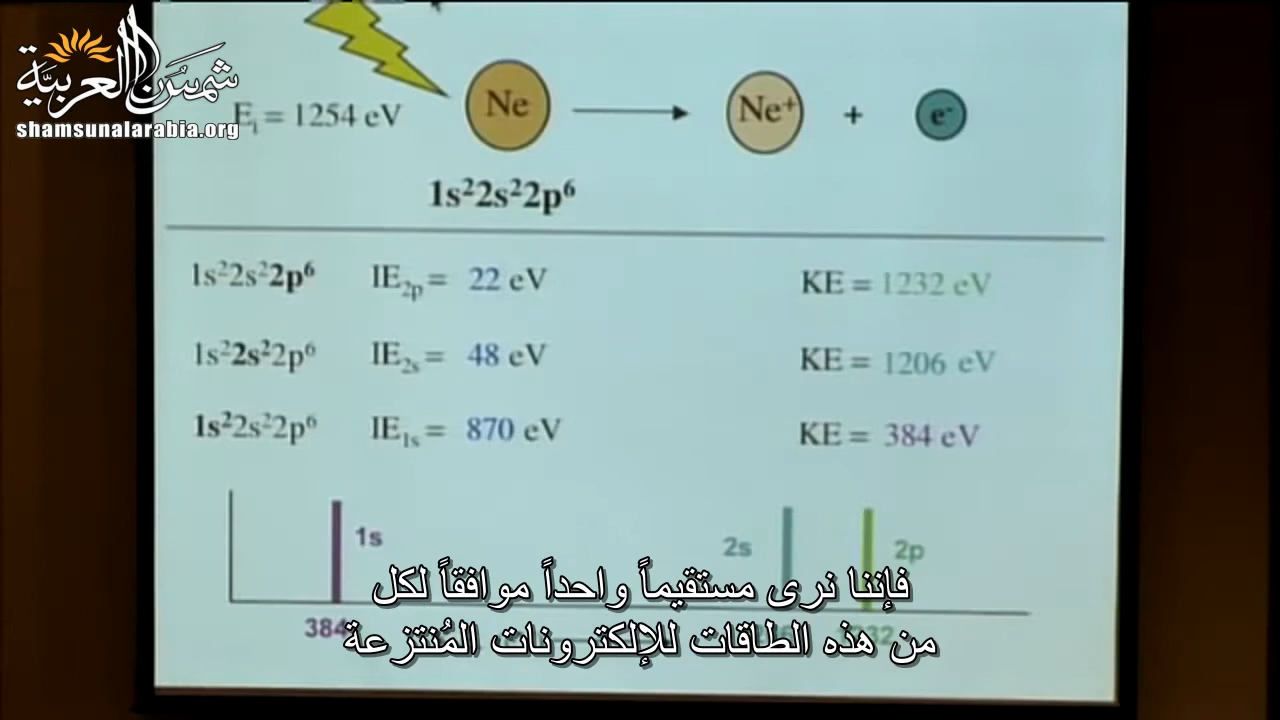 شمس العربية
shamsunalarabia.org
Eᵢ = 1254 eV
Ne
Ne⁺
+
e⁻
1s²2s²2p⁶
1s²2s²2p⁶ IE₂ₚ = 22 eV KE = 1232 eV
1s²2s²2p⁶ IE₂ₛ = 48 eV KE = 1206 eV
1s²2s²2p⁶ IE₁ₛ = 870 eV KE = 384 eV
1s 2s 2p
384
فإننا نرى مستقيماً واحداً موافقاً لكل
من هذه الطاقات للإلكترونات المُنتزعة